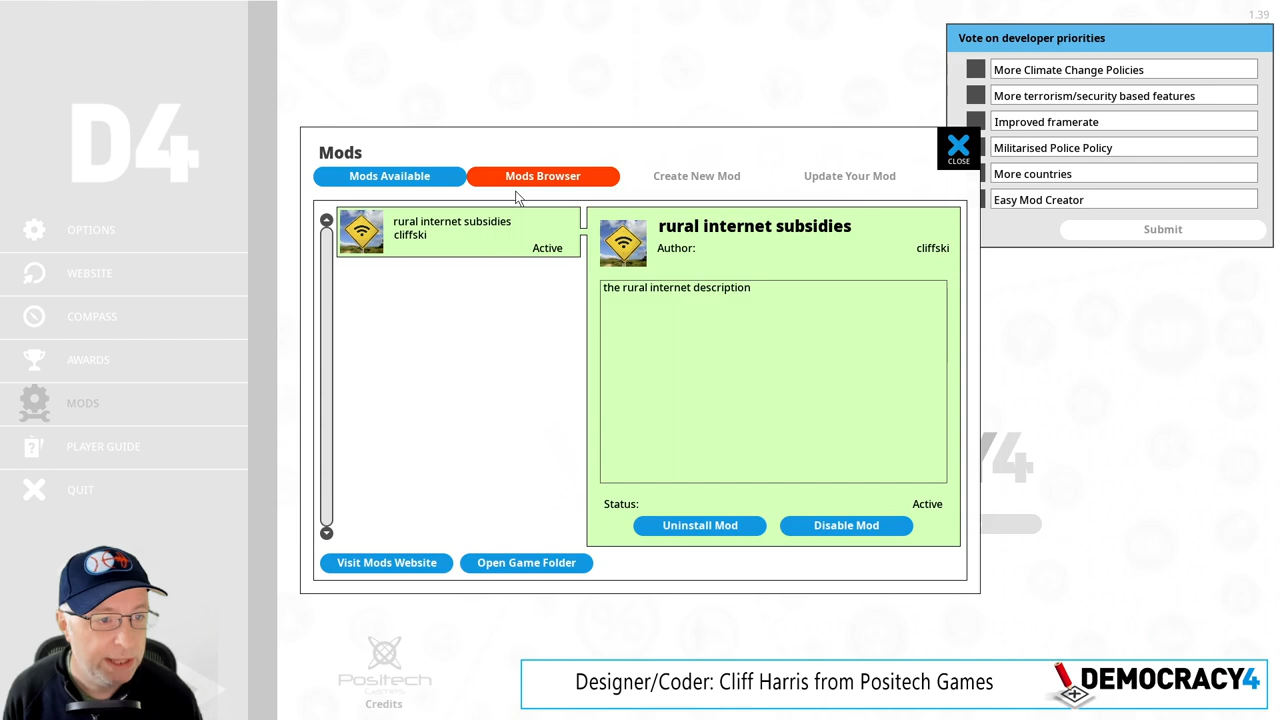 1.39
D4
Vote on developer priorities
More Climate Change Policies
More terrorism/security based features
Improved framerate
Militarised Police Policy
More countries
Easy Mod Creator
Submit
OPTIONS
WEBSITE
COMPASS
AWARDS
MODS
PLAYER GUIDE
QUIT
Mods
CLOSE
Mods Available
Mods Browser
Create New Mod
Update Your Mod
rural internet subsidies
cliffski
Active
rural internet subsidies
Author:
cliffski
the rural internet description
Status:
Active
Uninstall Mod
Disable Mod
Visit Mods Website
Open Game Folder
Y4
Positech
Games
Credits
Designer/Coder: Cliff Harris from Positech Games
DEMOCRACY4